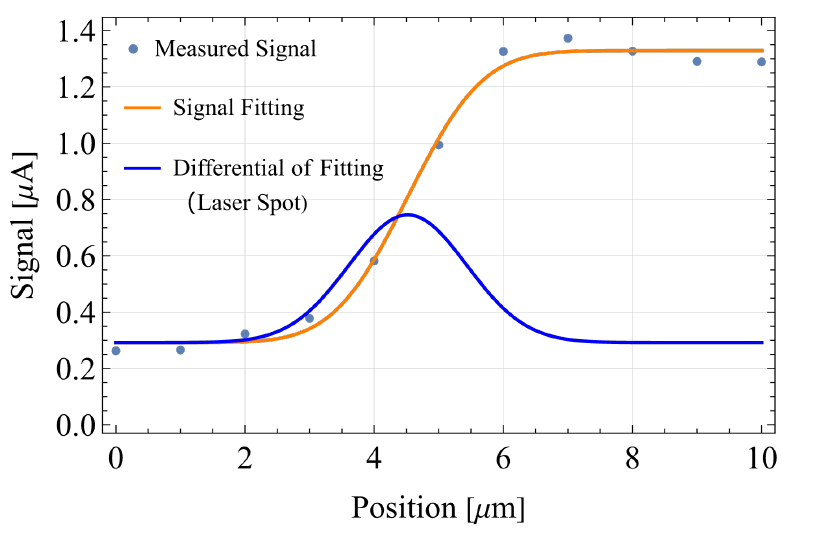 Measured Signal
Signal Fitting
Differential of Fitting
(Laser Spot)
Signal [μA]
1.4
1.2
1.0
0.8
0.6
0.4
0.2
0.0
0 2 4 6 8 10
Position [μm]